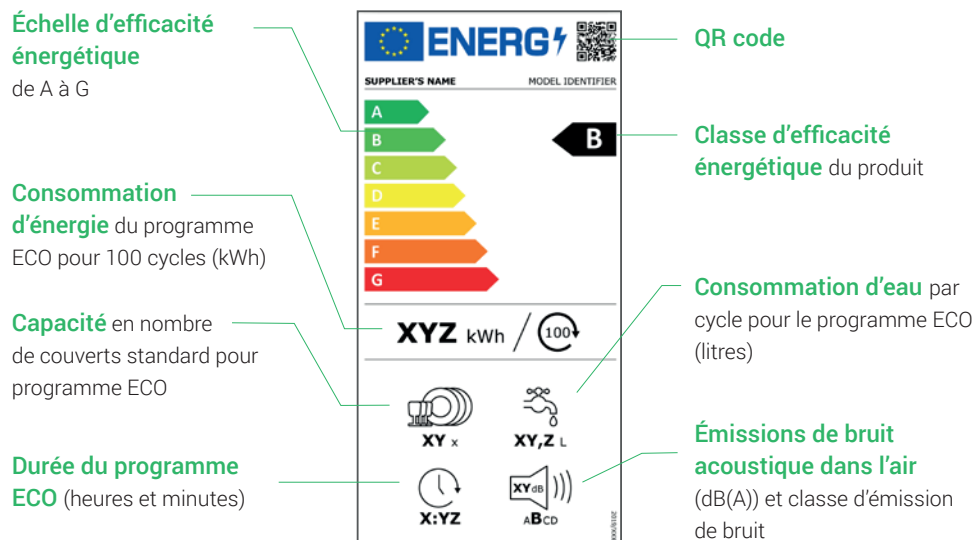 Échelle d’efficacité
énergétique
de A à G
Consommation
d’énergie du programme
ECO pour 100 cycles (kWh)
Capacité en nombre
de couverts standard pour
programme ECO
Durée du programme
ECO (heures et minutes)
ENERG
SUPPLIER'S NAME MODEL IDENTIFIER
A
B
B
C
D
E
F
G
XYZ kWh / 100
XY x
XY,Z L
X:YZ
XY dB
ABCD
QR code
Classe d’efficacité
énergétique du produit
Consommation d’eau par
cycle pour le programme ECO
(litres)
Émissions de bruit
acoustique dans l’air
(dB(A)) et classe d’émission
de bruit